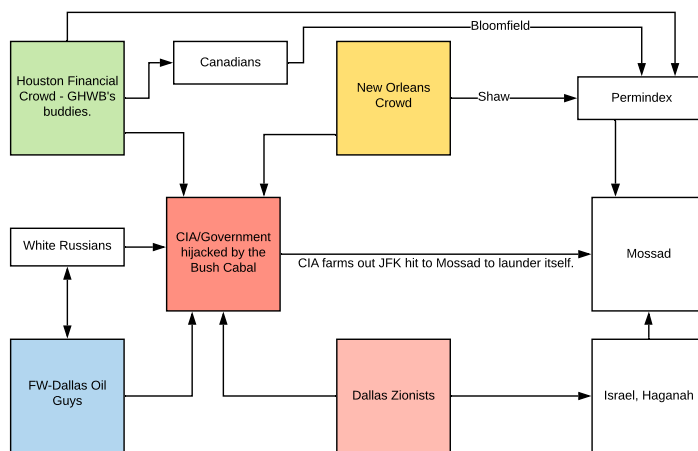 Bloomfield
Houston Financial
Crowd - GHWB's
buddies.
Canadians
New Orleans
Crowd
Shaw
Permindex
White Russians
CIA/Government
hijacked by the
Bush Cabal
CIA farms out JFK hit to Mossad to launder itself.
Mossad
FW-Dallas Oil
Guys
Dallas Zionists
Israel, Haganah